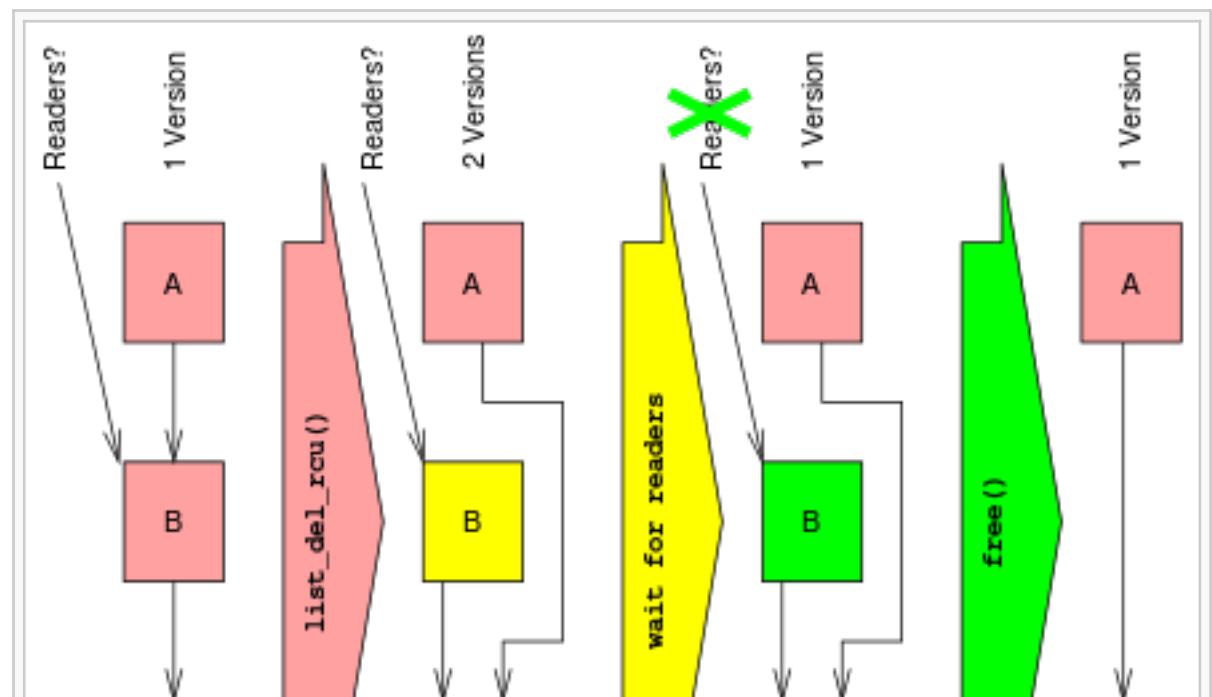 Readers?
1 Version
A
B
list_del_rcu()
Readers?
2 Versions
A
B
wait for readers
Readers?
1 Version
A
B
free()
1 Version
A